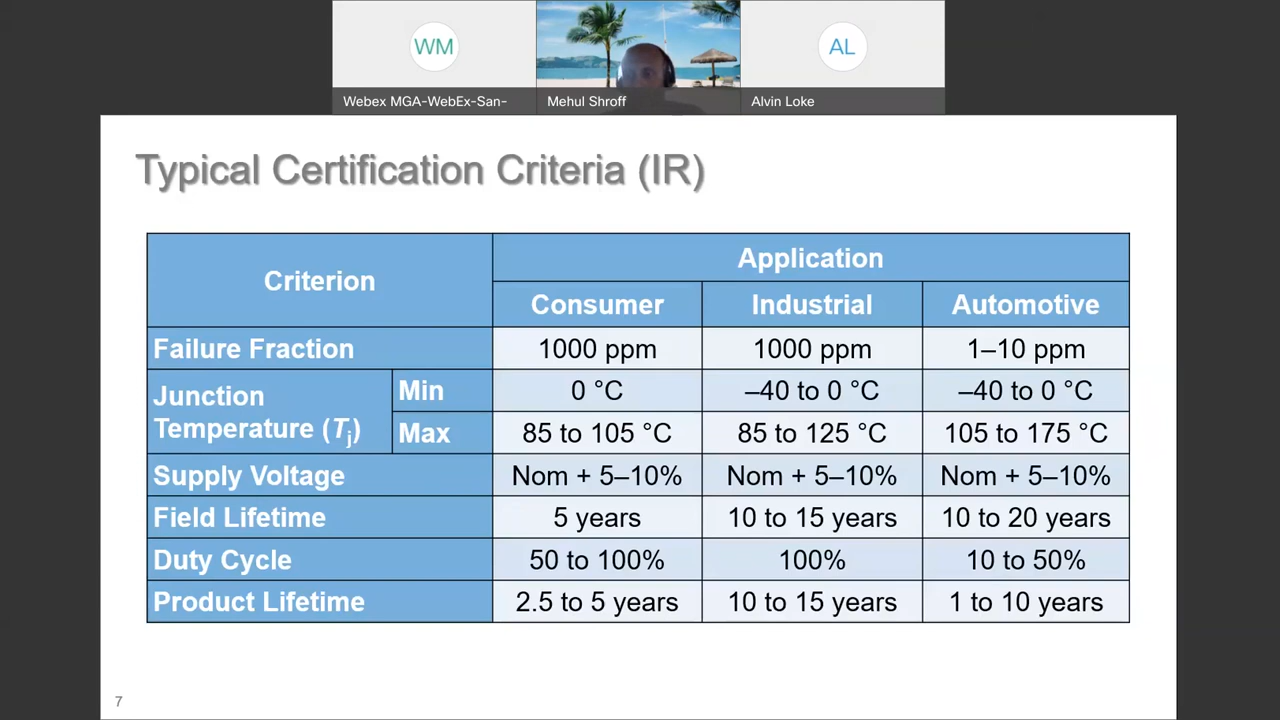 WM
AL
Webex MGA-WebEx-San-
Mehul Shroff
Alvin Loke
Typical Certification Criteria (IR)
Criterion
Application
Consumer
Industrial
Automotive
Failure Fraction
1000 ppm
1000 ppm
1–10 ppm
Junction
Temperature (Tj)
Min
0 °C
–40 to 0 °C
–40 to 0 °C
Max
85 to 105 °C
85 to 125 °C
105 to 175 °C
Supply Voltage
Nom + 5–10%
Nom + 5–10%
Nom + 5–10%
Field Lifetime
5 years
10 to 15 years
10 to 20 years
Duty Cycle
50 to 100%
100%
10 to 50%
Product Lifetime
2.5 to 5 years
10 to 15 years
1 to 10 years
7